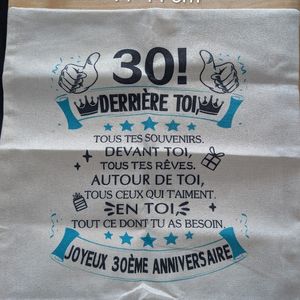 30!
DERRIÈRE TOI,
TOUS TES SOUVENIRS.
DEVANT TOI,
TOUS TES RÊVES.
AUTOUR DE TOI,
TOUS CEUX QUI T'AIMENT.
EN TOI,
TOUT CE DONT TU AS BESOIN.
JOYEUX 30ÈME ANNIVERSAIRE